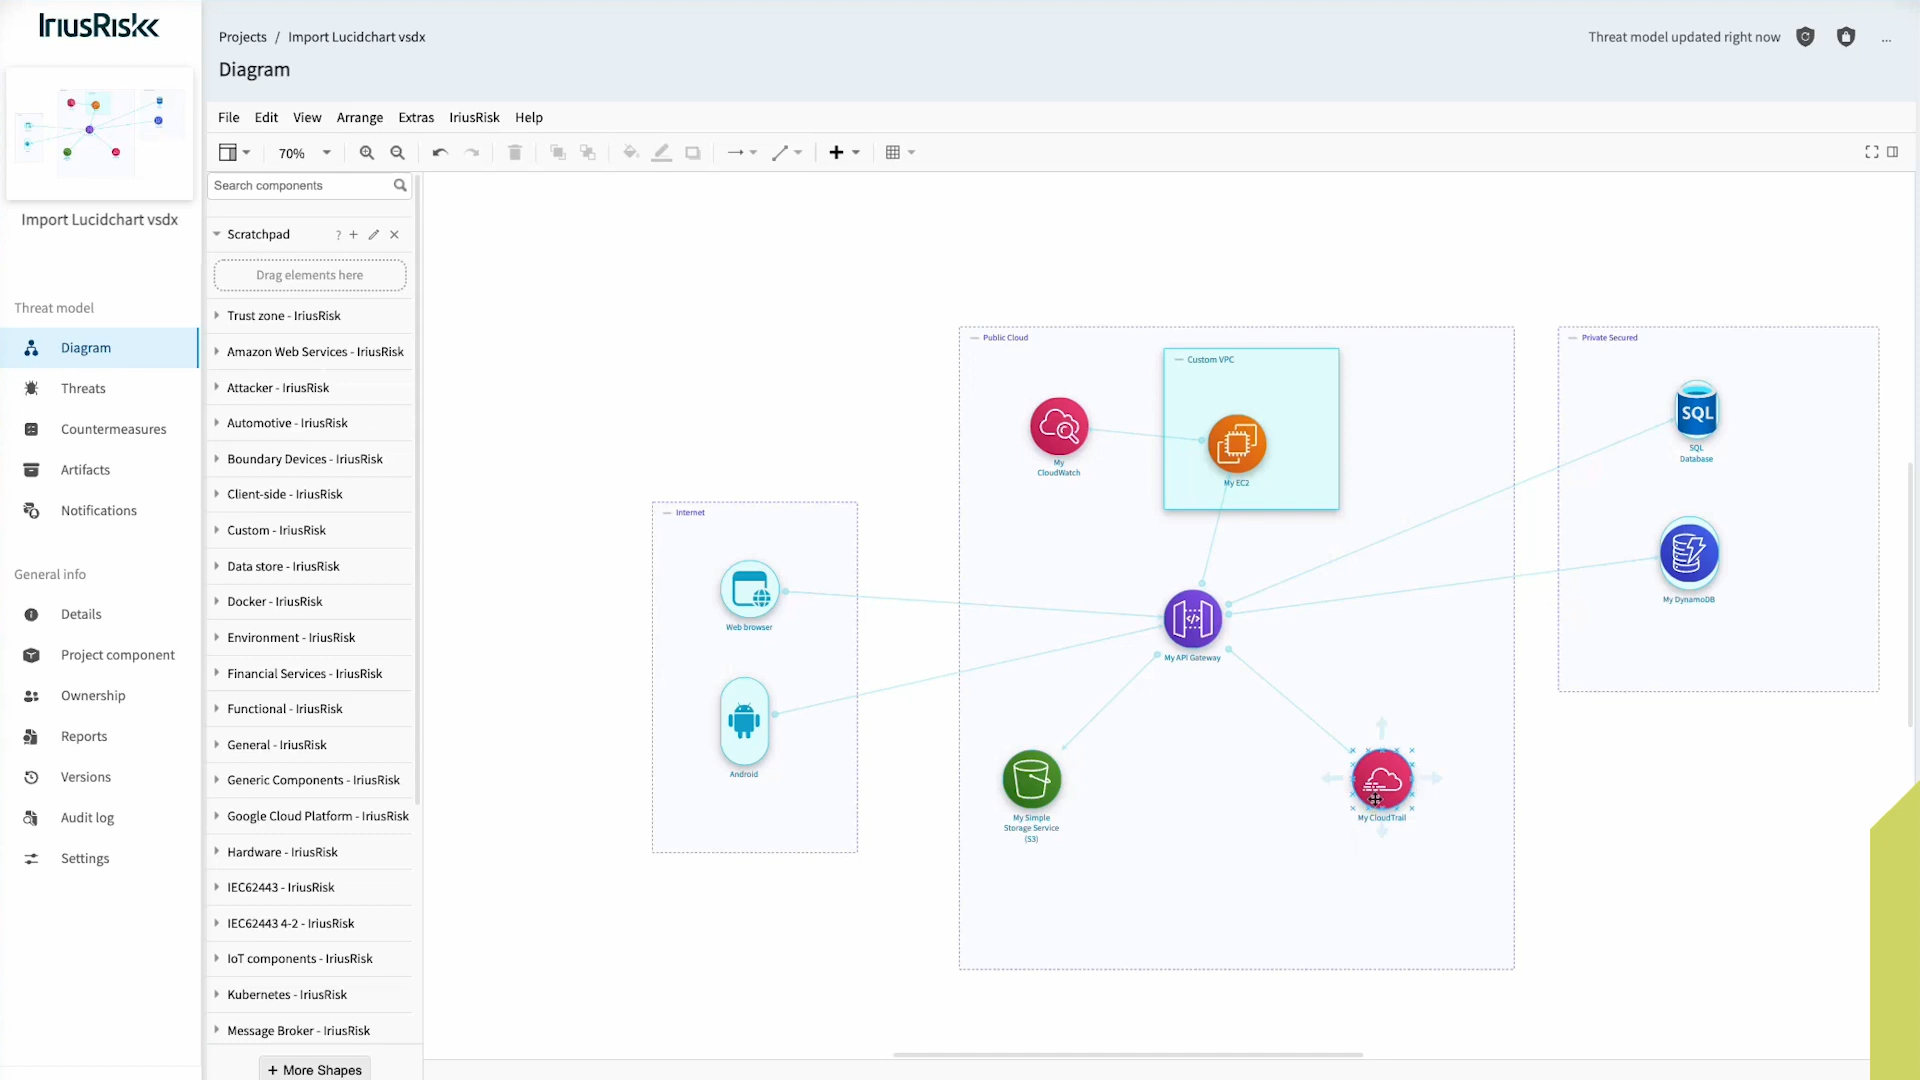 IriusRisk
Projects / Import Lucidchart vsdx
Diagram
Threat model updated right now
...
File Edit View Arrange Extras IriusRisk Help
70%
Import Lucidchart vsdx
Threat model
Diagram
Threats
Countermeasures
Artifacts
Notifications
General info
Details
Project component
Ownership
Reports
Versions
Audit log
Settings
Search components
Scratchpad
?
Drag elements here
Trust zone - IriusRisk
Amazon Web Services - IriusRisk
Attacker - IriusRisk
Automotive - IriusRisk
Boundary Devices - IriusRisk
Client-side - IriusRisk
Custom - IriusRisk
Data store - IriusRisk
Docker - IriusRisk
Environment - IriusRisk
Financial Services - IriusRisk
Functional - IriusRisk
General - IriusRisk
Generic Components - IriusRisk
Google Cloud Platform - IriusRisk
Hardware - IriusRisk
IEC62443 - IriusRisk
IEC62443 4-2 - IriusRisk
IoT components - IriusRisk
Kubernetes - IriusRisk
Message Broker - IriusRisk
+ More Shapes
Internet
Web browser
Android
Public Cloud
My
CloudWatch
Custom VPC
My EC2
My API Gateway
My Simple
Storage Service
(S3)
My CloudTrail
Private Secured
SQL
SQL
Database
My DynamoDB